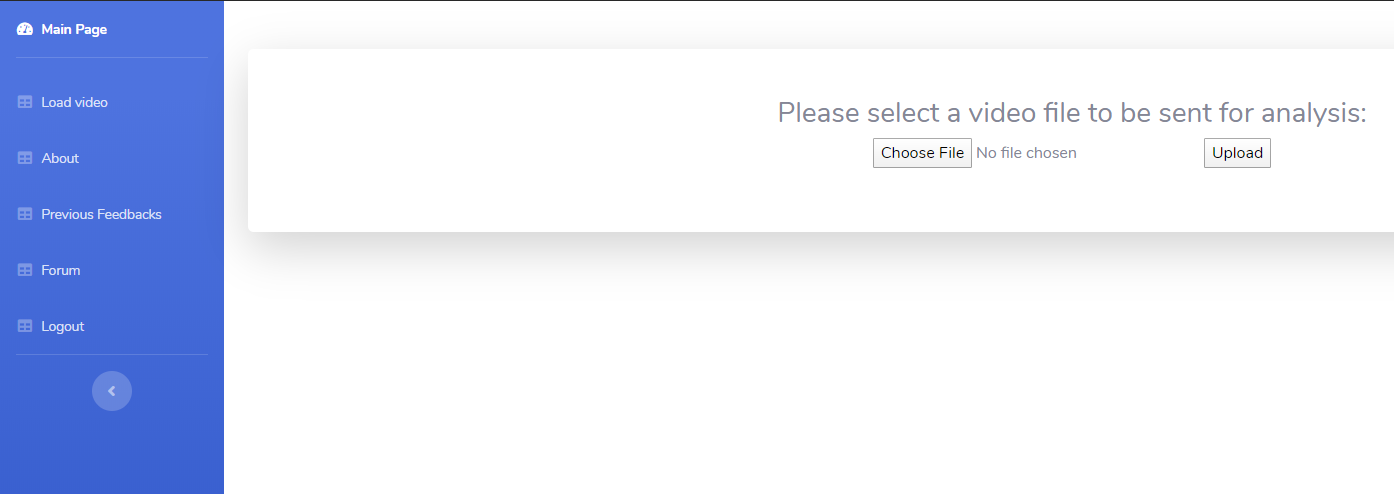 Main Page
Load video
About
Previous Feedbacks
Forum
Logout
Please select a video file to be sent for analysis:
Choose File No file chosen Upload